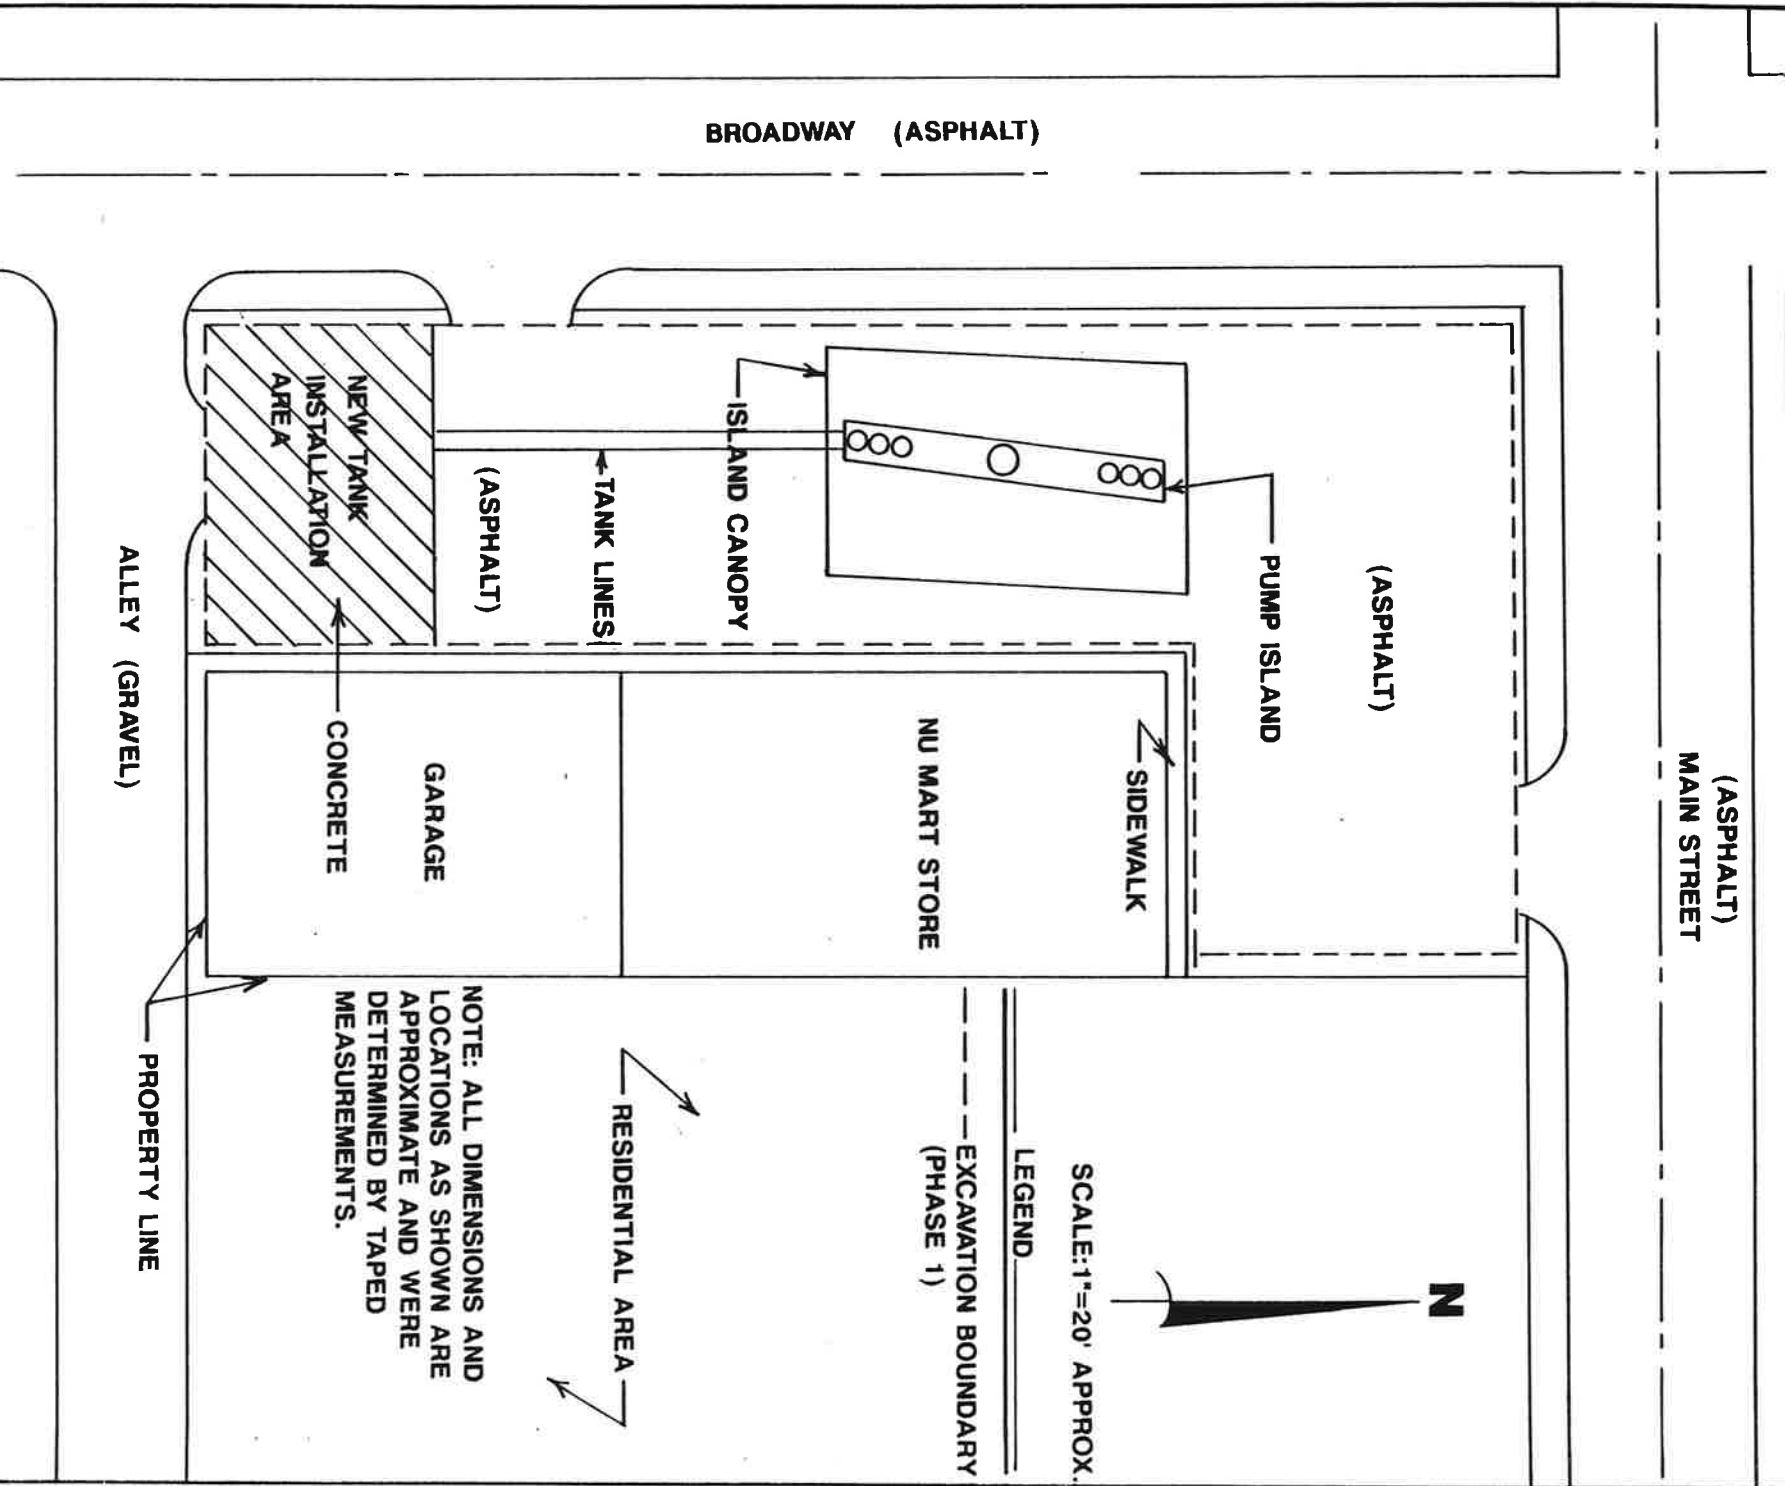 BROADWAY (ASPHALT)
(ASPHALT)
MAIN STREET
(ASPHALT)
PUMP ISLAND
ISLAND CANOPY
TANK LINES
(ASPHALT)
NEW TANK
INSTALLATION
AREA
ALLEY (GRAVEL)
SIDEWALK
NU MART STORE
GARAGE
CONCRETE
PROPERTY LINE
N
SCALE:1"=20' APPROX.
LEGEND
EXCAVATION BOUNDARY
(PHASE 1)
RESIDENTIAL AREA
NOTE: ALL DIMENSIONS AND
LOCATIONS AS SHOWN ARE
APPROXIMATE AND WERE
DETERMINED BY TAPED
MEASUREMENTS.